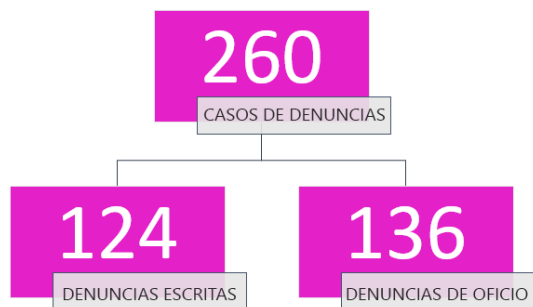 260
CASOS DE DENUNCIAS
124
DENUNCIAS ESCRITAS
136
DENUNCIAS DE OFICIO